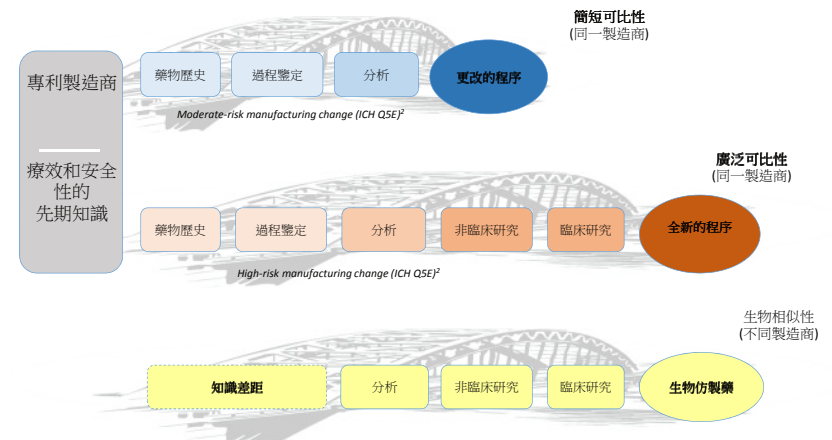 簡短可比性
(同一製造商)
專利製造商
療效和安全
性的
先期知識
藥物歷史
過程鑒定
分析
更改的程序
Moderate-risk manufacturing change (ICH Q5E)²
廣泛可比性
(同一製造商)
藥物歷史
過程鑒定
分析
非臨床研究
臨床研究
全新的程序
High-risk manufacturing change (ICH Q5E)²
生物相似性
(不同製造商)
知識差距
分析
非臨床研究
臨床研究
生物仿製藥